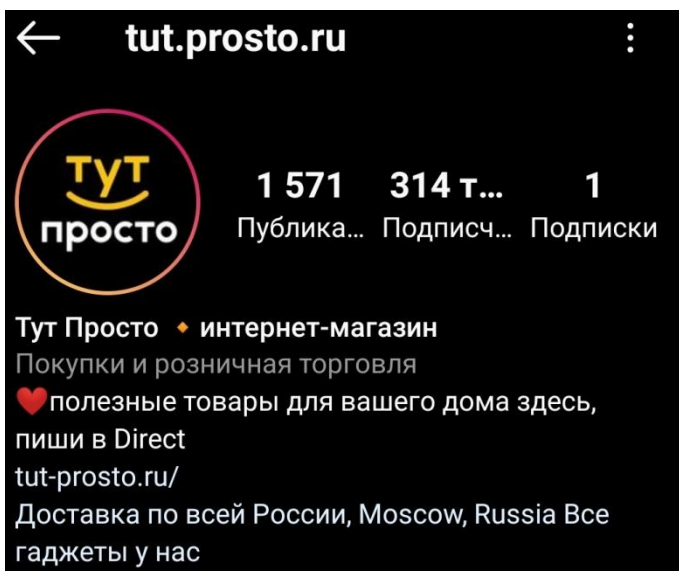 tut.prosto.ru
тут
просто
1 571 314 т... 1
Публика... Подписч... Подписки
Тут Просто 🔸 интернет-магазин
Покупки и розничная торговля
❤️полезные товары для вашего дома здесь,
пиши в Direct
tut-prosto.ru/
Доставка по всей России, Moscow, Russia Все
гаджеты у нас